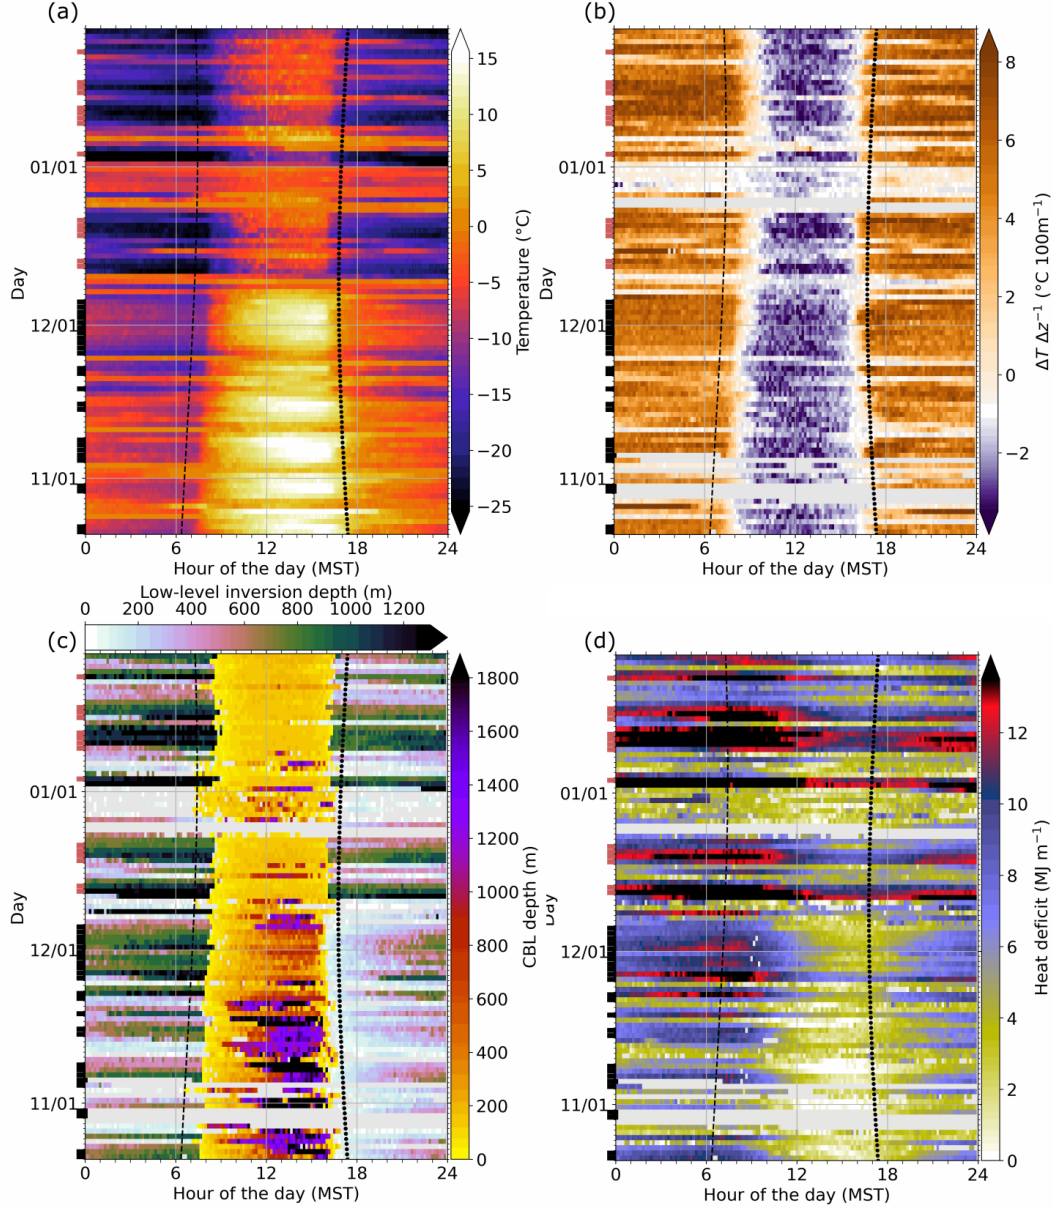 (a)
Day
01/01
12/01
11/01
0 6 12 18 24
Hour of the day (MST)
15
10
5
0
−5
−10
−15
−20
−25
Temperature (°C)
(b)
Day
01/01
12/01
11/01
0 6 12 18 24
Hour of the day (MST)
8
6
4
2
0
−2
ΔT Δz⁻¹ (°C 100m⁻¹)
Low-level inversion depth (m)
0 200 400 600 800 1000 1200
(c)
Day
01/01
12/01
11/01
0 6 12 18 24
Hour of the day (MST)
1800
1600
1400
1200
1000
800
600
400
200
0
CBL depth (m)
(d)
Day
01/01
12/01
11/01
0 6 12 18 24
Hour of the day (MST)
12
10
8
6
4
2
0
Heat deficit (MJ m⁻¹)